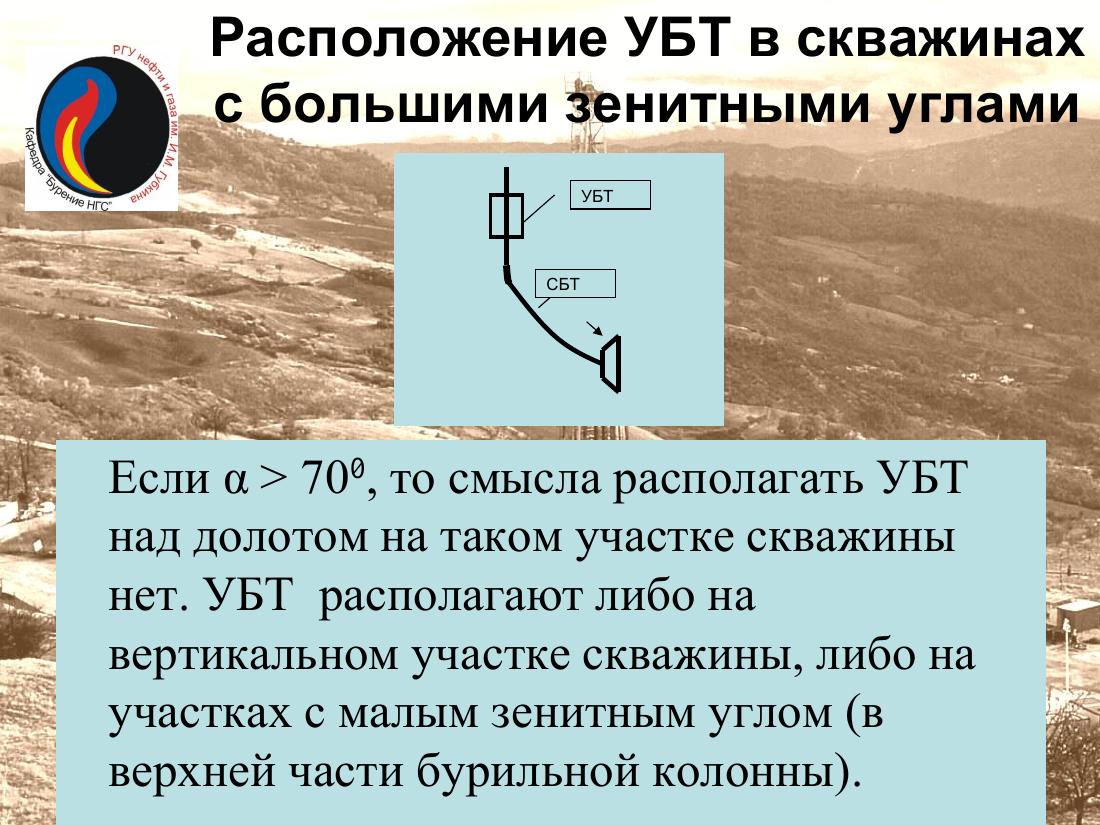 Расположение УБТ в скважинах
с большими зенитными углами
РГУ нефти и газа им. И.М. Губкина
Кафедра "Бурение НГС"
УБТ
СБТ
Если α > 70⁰, то смысла располагать УБТ
над долотом на таком участке скважины
нет. УБТ  располагают либо на
вертикальном участке скважины, либо на
участках с малым зенитным углом (в
верхней части бурильной колонны).